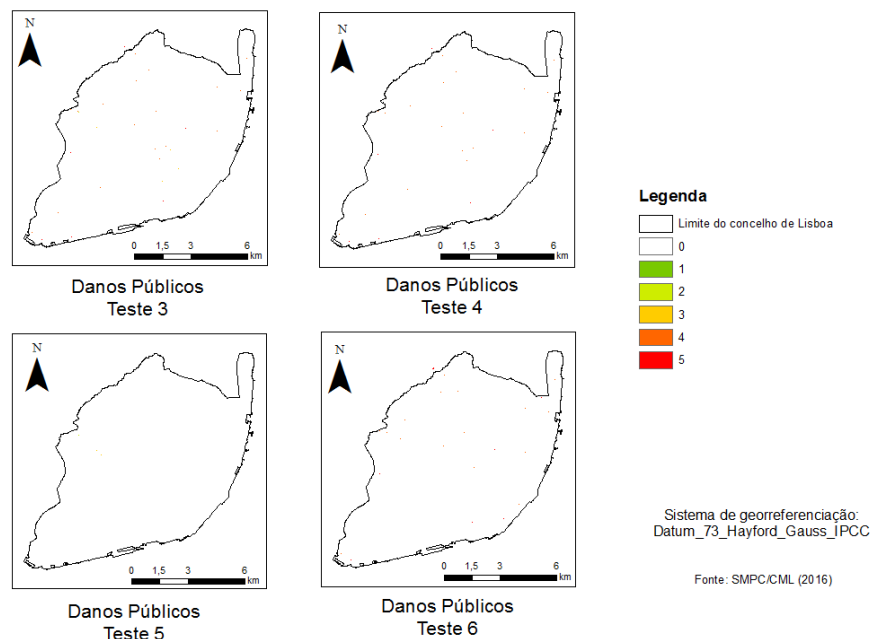 N
0 1,5 3 6
km
Danos Públicos
Teste 3
N
0 1,5 3 6
km
Danos Públicos
Teste 4
N
0 1,5 3 6
km
Danos Públicos
Teste 5
N
0 1,5 3 6
km
Danos Públicos
Teste 6
Legenda
Limite do concelho de Lisboa
0
1
2
3
4
5
Sistema de georreferenciação:
Datum_73_Hayford_Gauss_IPCC
Fonte: SMPC/CML (2016)